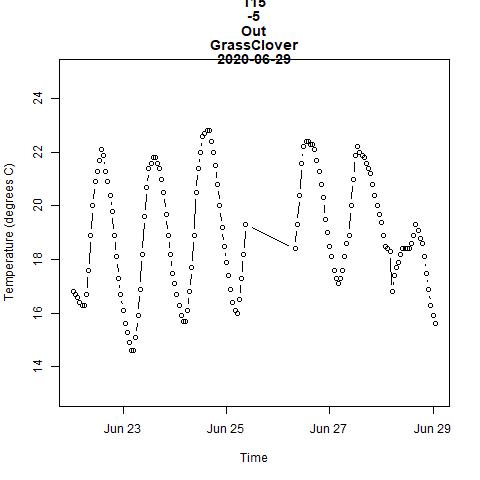 T15
-5
Out
GrassClover
2020-06-29
Temperature (degrees C)
24
22
20
18
16
14
Jun 23
Jun 25
Jun 27
Jun 29
Time